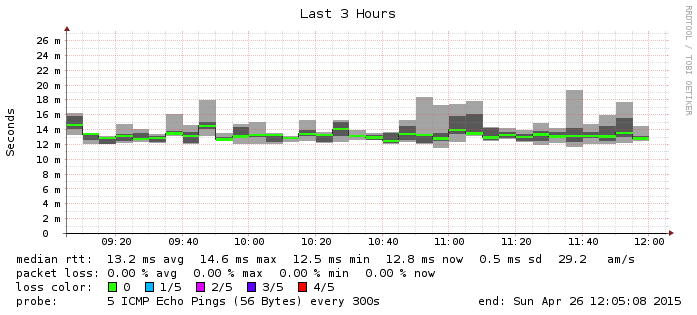 Last 3 Hours
RRDTOOL / TOBI OETIKER
Seconds
26 m
24 m
22 m
20 m
18 m
16 m
14 m
12 m
10 m
8 m
6 m
4 m
2 m
0
09:20 09:40 10:00 10:20 10:40 11:00 11:20 11:40 12:00
median rtt: 13.2 ms avg 14.6 ms max 12.5 ms min 12.8 ms now 0.5 ms sd 29.2 am/s
packet loss: 0.00 % avg 0.00 % max 0.00 % min 0.00 % now
loss color: 0 1/5 2/5 3/5 4/5
probe: 5 ICMP Echo Pings (56 Bytes) every 300s end: Sun Apr 26 12:05:08 2015